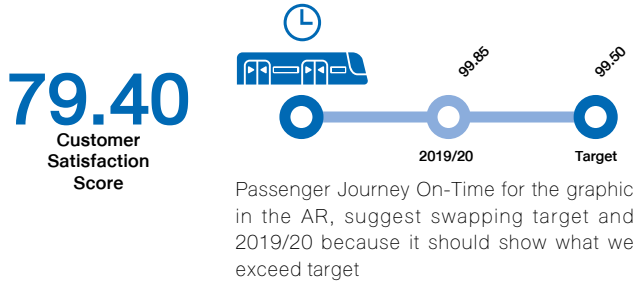 79.40
Customer
Satisfaction
Score
99.85
99.50
2019/20
Target
Passenger Journey On-Time for the graphic
in the AR, suggest swapping target and
2019/20 because it should show what we
exceed target